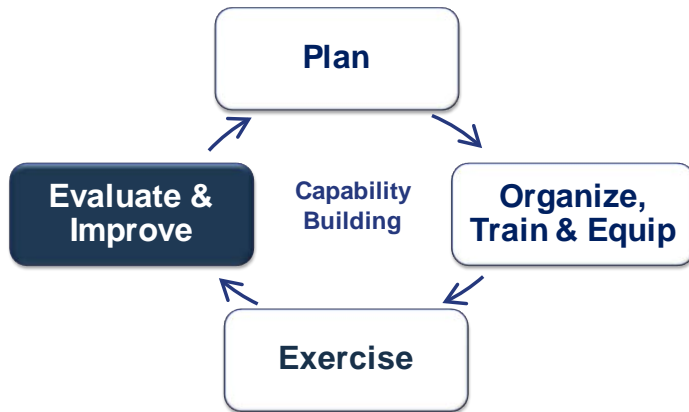 Plan
Evaluate &
Improve
Capability
Building
Organize,
Train & Equip
Exercise